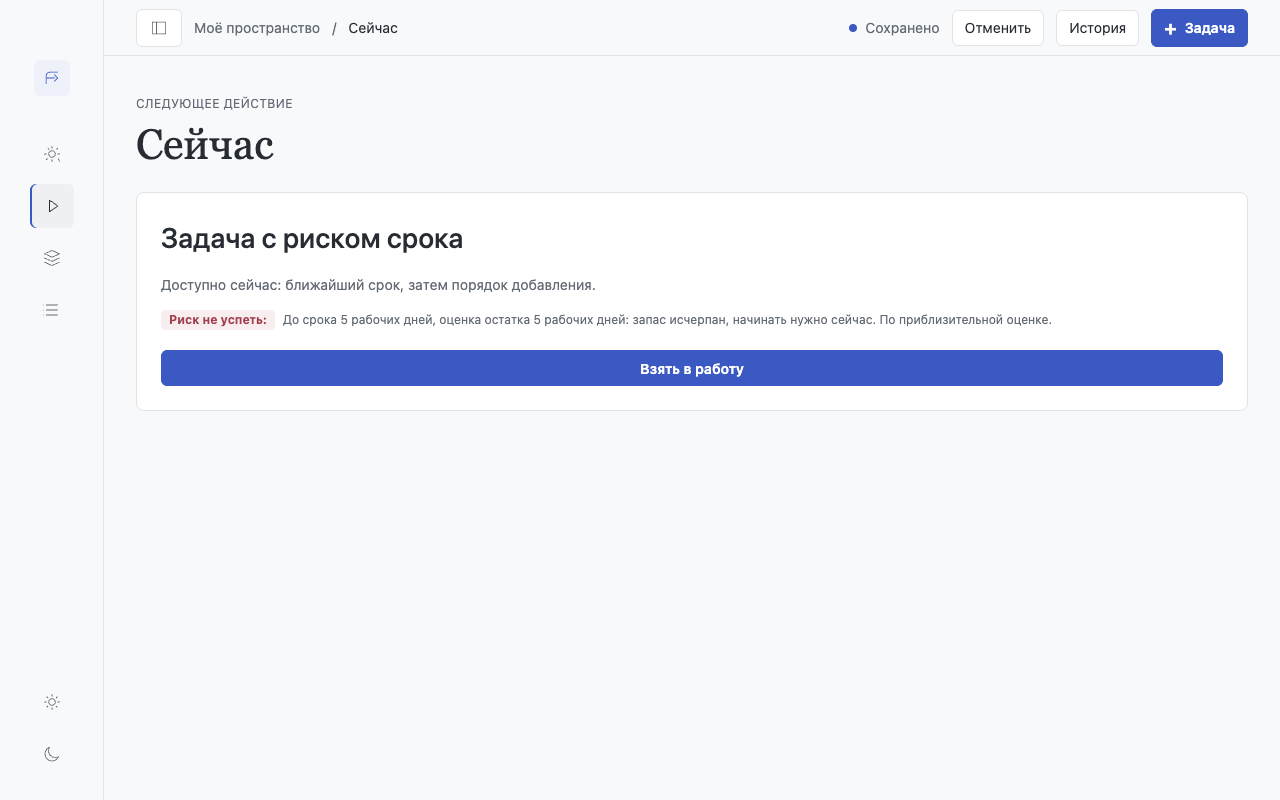 Моё пространство / Сейчас
Сохранено
Отменить
История
+ Задача
СЛЕДУЮЩЕЕ ДЕЙСТВИЕ
Сейчас
Задача с риском срока
Доступно сейчас: ближайший срок, затем порядок добавления.
Риск не успеть: До срока 5 рабочих дней, оценка остатка 5 рабочих дней: запас исчерпан, начинать нужно сейчас. По приблизительной оценке.
Взять в работу